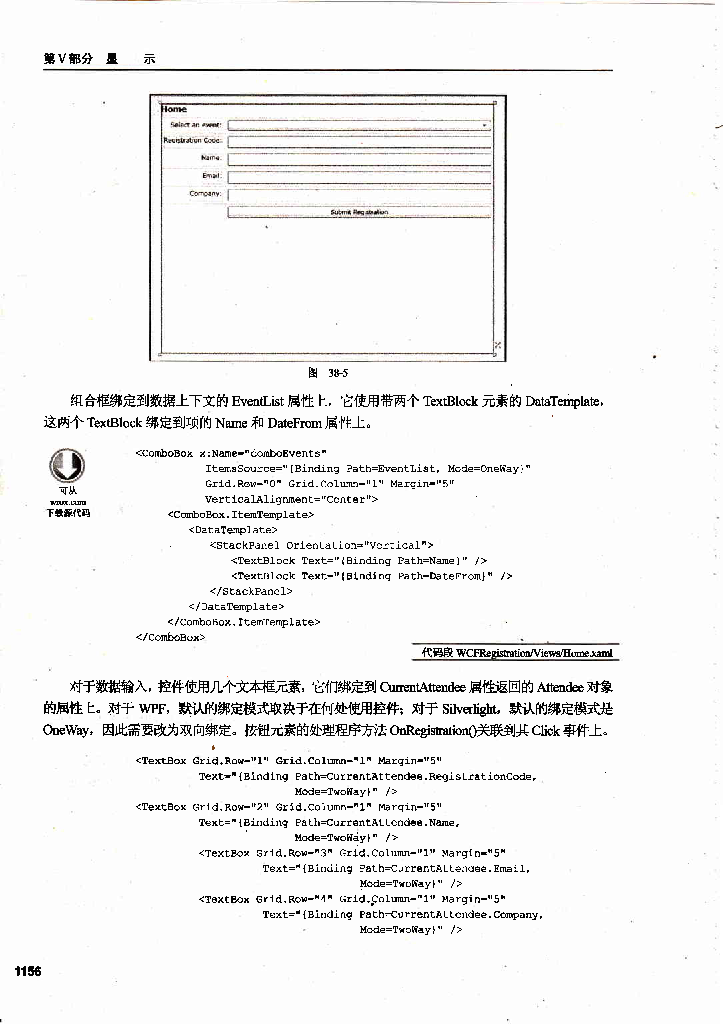 第V部分 显 示
Home
Select an event:
Registration Code:
Name:
Email:
Company:
Submit Registration
图 38-5
组合框绑定到数据上下文的 EventList 属性上，它使用带两个 TextBlock 元素的 DataTemplate，
这两个 TextBlock 绑定到项的 Name 和 DateFrom 属性上。
可从
wrox.com
下载源代码
<ComboBox x:Name="comboEvents"
ItemsSource="{Binding Path=EventList, Mode=OneWay}"
Grid.Row="0" Grid.Column="1" Margin="5"
VerticalAlignment="Center">
<ComboBox.ItemTemplate>
<DataTemplate>
<StackPanel Orientation="Vertical">
<TextBlock Text="{Binding Path=Name}" />
<TextBlock Text="{Binding Path=DateFrom}" />
</StackPanel>
</DataTemplate>
</ComboBox.ItemTemplate>
</ComboBox>
代码段 WCFRegistration/Views/Home.xaml
对于数据输入，控件使用几个文本框元素，它们绑定到 CurrentAttendee 属性返回的 Attendee 对象
的属性上。对于 WPF，默认的绑定模式取决于在何处使用控件；对于 Silverlight，默认的绑定模式是
OneWay，因此需要改为双向绑定。按钮元素的处理程序方法 OnRegistration()关联到其 Click 事件上。
<TextBox Grid.Row="1" Grid.Column="1" Margin="5"
Text="{Binding Path=CurrentAttendee.RegistrationCode,
Mode=TwoWay}" />
<TextBox Grid.Row="2" Grid.Column="1" Margin="5"
Text="{Binding Path=CurrentAttendee.Name,
Mode=TwoWay}" />
<TextBox Grid.Row="3" Grid.Column="1" Margin="5"
Text="{Binding Path=CurrentAttendee.Email,
Mode=TwoWay}" />
<TextBox Grid.Row="4" Grid.Column="1" Margin="5"
Text="{Binding Path=CurrentAttendee.Company,
Mode=TwoWay}" />
1156